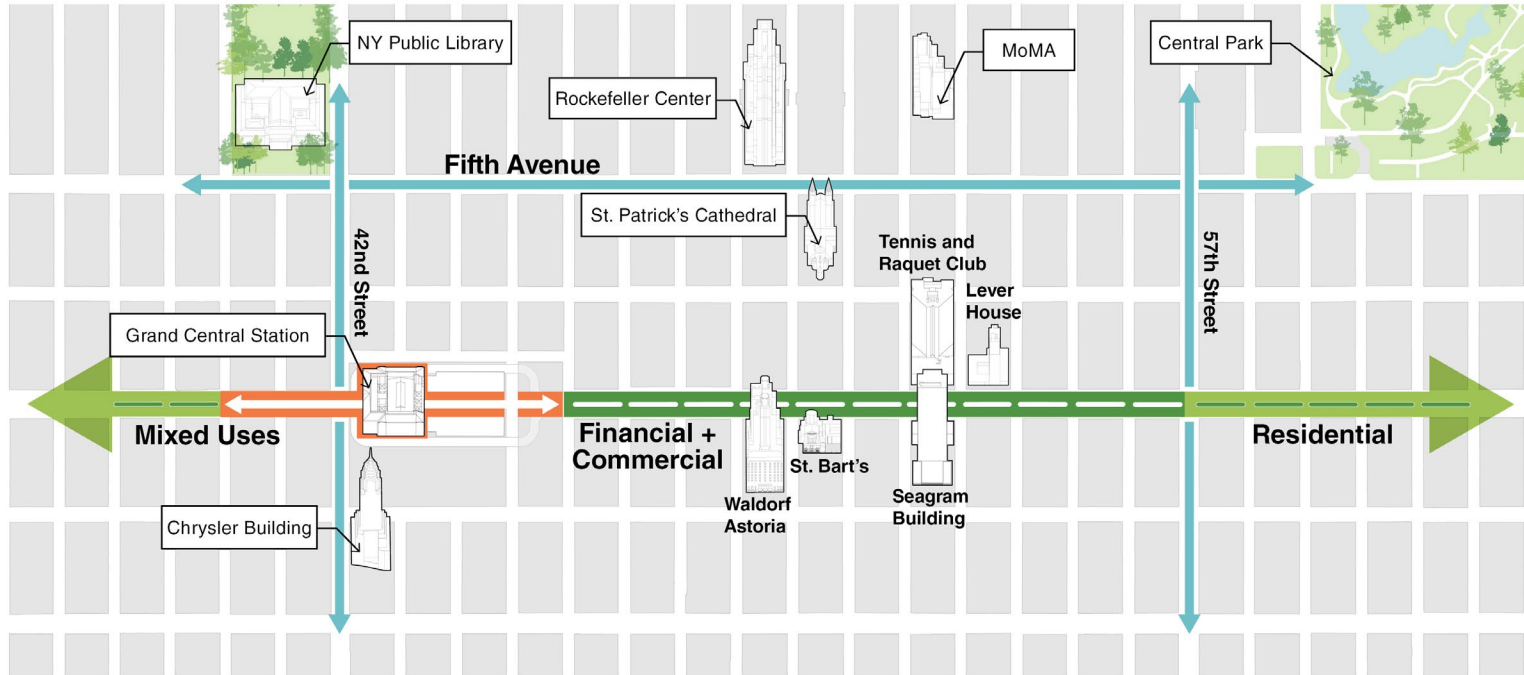 NY Public Library
MoMA
Central Park
Rockefeller Center
Fifth Avenue
St. Patrick's Cathedral
42nd Street
57th Street
Tennis and
Raquet Club
Lever
House
Grand Central Station
Mixed Uses
Financial +
Commercial
Residential
St. Bart's
Waldorf
Astoria
Seagram
Building
Chrysler Building